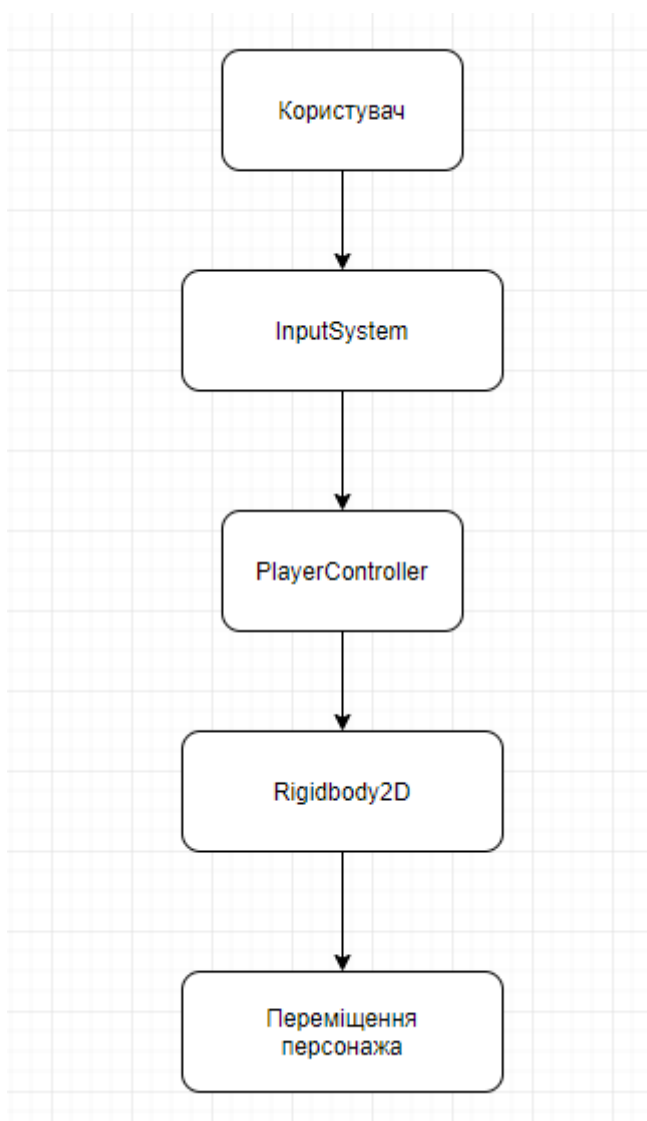 Користувач
InputSystem
PlayerController
Rigidbody2D
Переміщення
персонажа